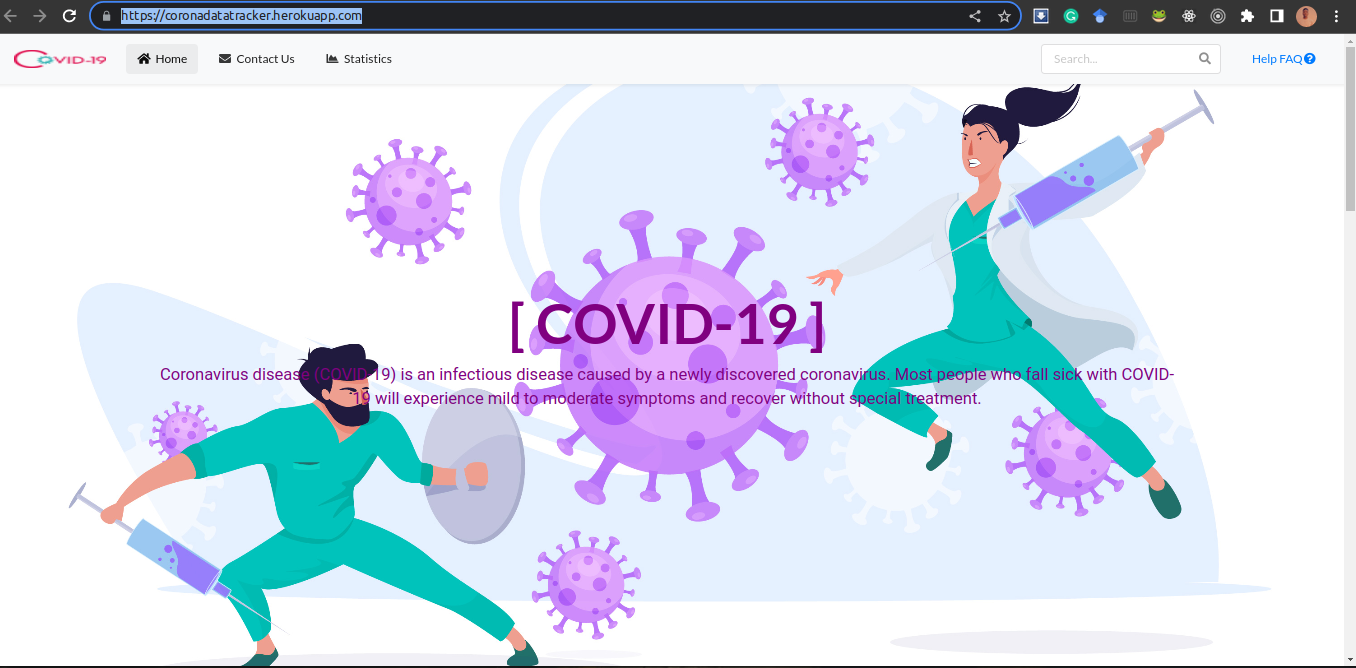 https://coronadatatracker.herokuapp.com
COVID-19 Home Contact Us Statistics Search... Help FAQ
[ COVID-19 ]
Coronavirus disease (COVID-19) is an infectious disease caused by a newly discovered coronavirus. Most people who fall sick with COVID-
19 will experience mild to moderate symptoms and recover without special treatment.